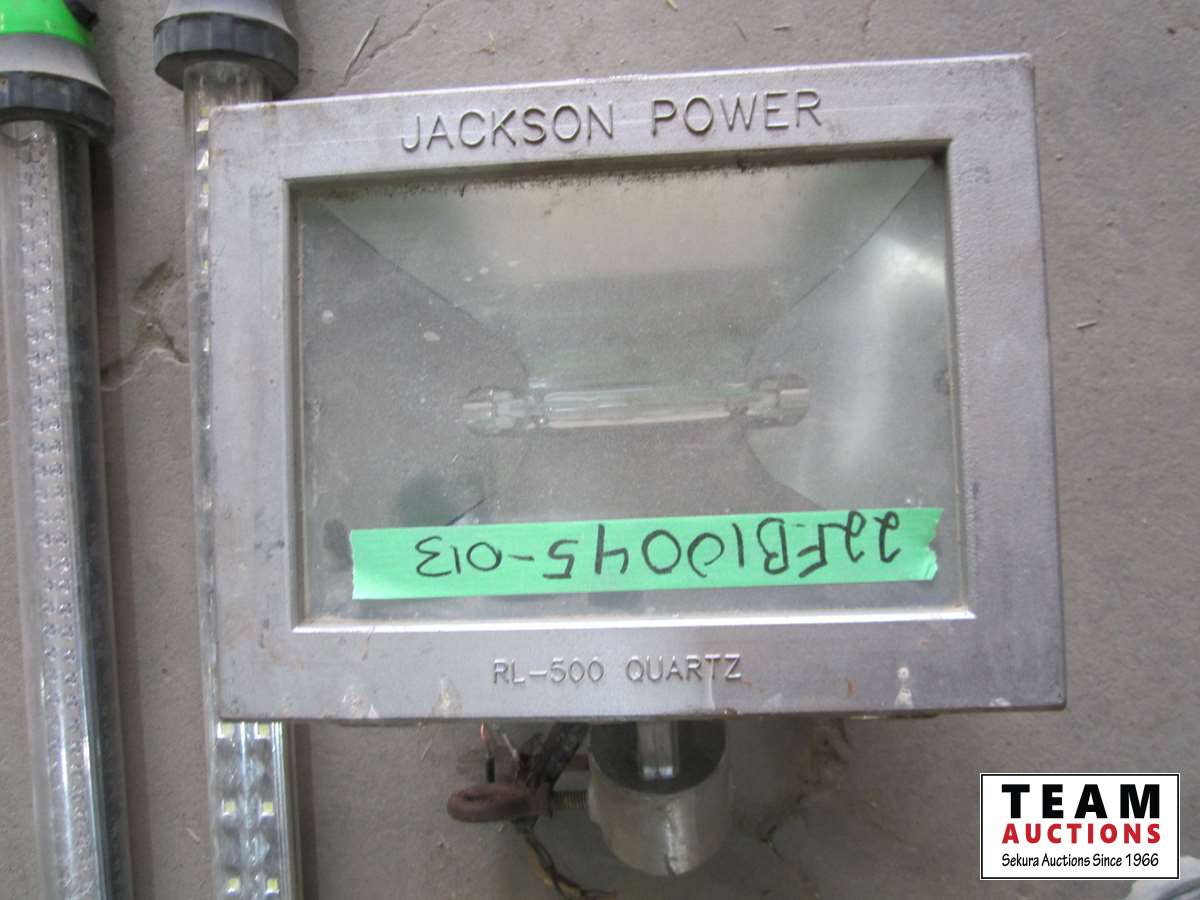 JACKSON POWER
22FB10045-013
RL-500 QUARTZ
TEAM
AUCTIONS
Sekura Auctions Since 1966